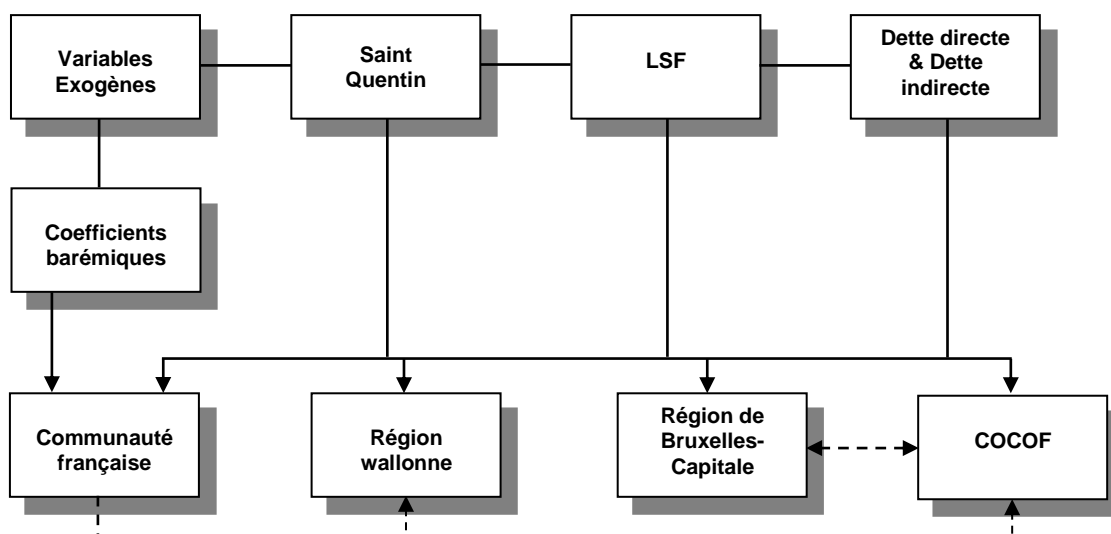 Variables
Exogènes
Saint
Quentin
LSF
Dette directe
& Dette
indirecte
Coefficients
barémiques
Communauté
française
Région
wallonne
Région de
Bruxelles-
Capitale
COCOF